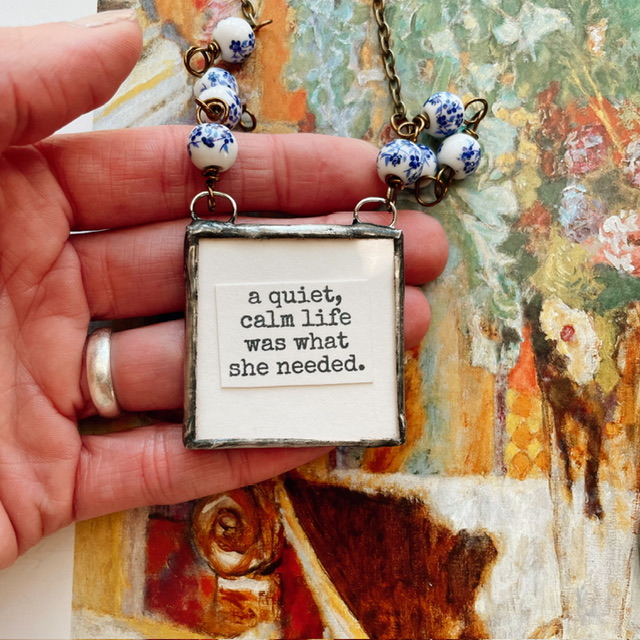 a quiet,
calm life
was what
she needed.